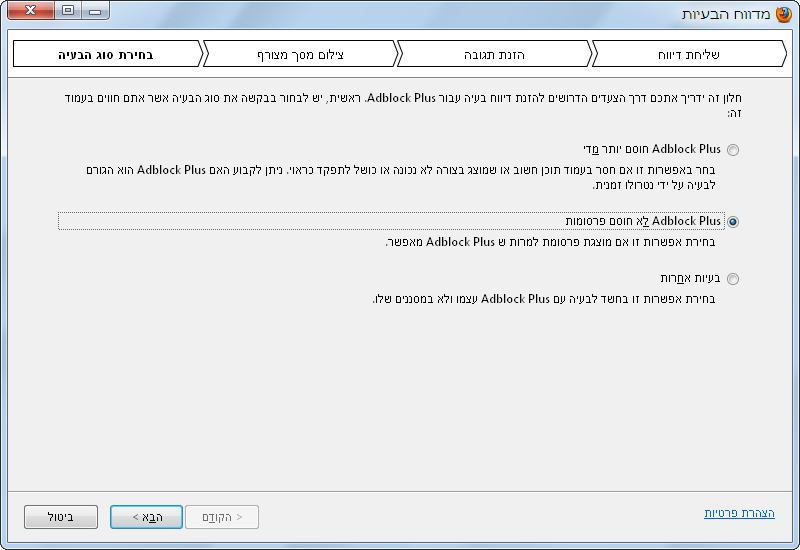 מדווח הבעיות
בחירת סוג הבעיה
צילום מסך מצורף
הזנת תגובה
שליחת דיווח
חלון זה ידריך אתכם דרך הצעדים הדרושים להזנת דיווח בעיה עבור Adblock Plus. ראשית, יש לבחור בבקשה את סוג הבעיה אשר אתם חווים בעמוד
זה:
Adblock Plus חוסם יותר מדי
בחר באפשרות זו אם חסר בעמוד תוכן חשוב או שמוצג בצורה לא נכונה או כושל לתפקד כראוי. ניתן לקבוע האם Adblock Plus הוא הגורם
לבעיה על ידי נטרולו זמנית.
Adblock Plus לא חוסם פרסומות
בחירת אפשרות זו אם מוצגת פרסומת למרות ש Adblock Plus מאפשר.
בעיות אחרות
בחירת אפשרות זו בחשד לבעיה עם Adblock Plus עצמו ולא במסננים שלו.
הצהרת פרטיות
< הקודם
הבא >
ביטול